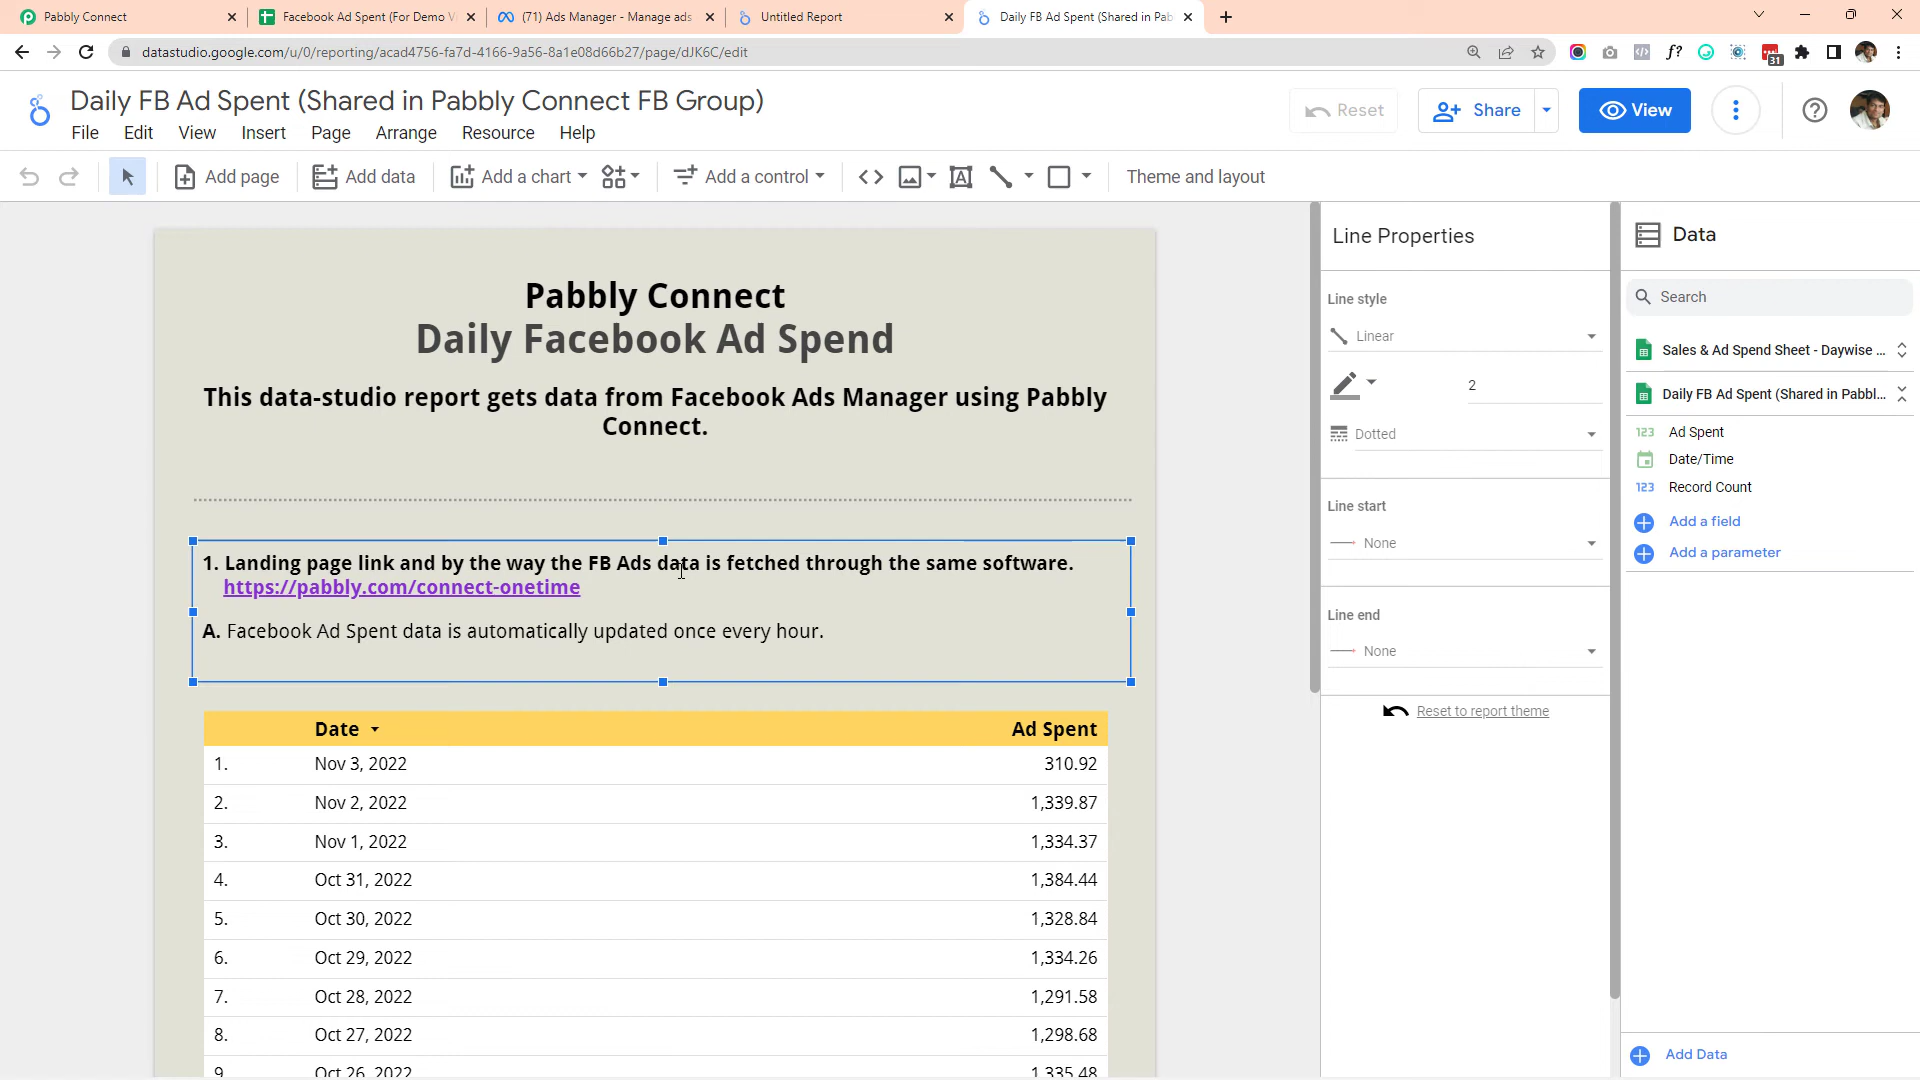 Pabbly Connect
Facebook Ad Spent (For Demo Vi
(71) Ads Manager - Manage ads
Untitled Report
Daily FB Ad Spent (Shared in Pab
datastudio.google.com/u/0/reporting/acad4756-fa7d-4166-9a56-8a1e08d66b27/page/dJK6C/edit
f?
31
Daily FB Ad Spent (Shared in Pabbly Connect FB Group)
File Edit View Insert Page Arrange Resource Help
Reset
Share
View
Add page
Add data
Add a chart
Add a control
Theme and layout
Pabbly Connect
Daily Facebook Ad Spend
This data-studio report gets data from Facebook Ads Manager using Pabbly
Connect.
1. Landing page link and by the way the FB Ads data is fetched through the same software.
https://pabbly.com/connect-onetime
A. Facebook Ad Spent data is automatically updated once every hour.
Date Ad Spent
1. Nov 3, 2022 310.92
2. Nov 2, 2022 1,339.87
3. Nov 1, 2022 1,334.37
4. Oct 31, 2022 1,384.44
5. Oct 30, 2022 1,328.84
6. Oct 29, 2022 1,334.26
7. Oct 28, 2022 1,291.58
8. Oct 27, 2022 1,298.68
9. Oct 26, 2022 1,335.48
Line Properties
Line style
Linear
2
Dotted
Line start
None
Line end
None
Reset to report theme
Data
Search
Sales & Ad Spend Sheet - Daywise ...
Daily FB Ad Spent (Shared in Pabbl...
123 Ad Spent
Date/Time
123 Record Count
Add a field
Add a parameter
Add Data